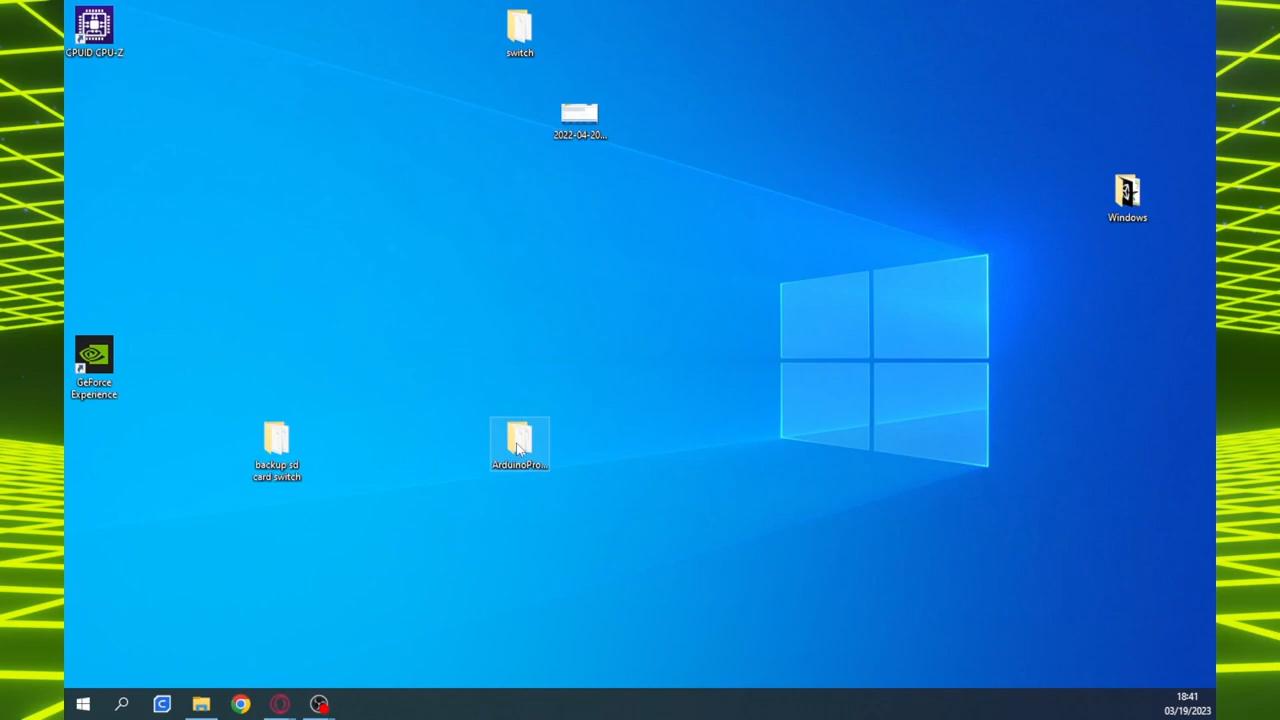 CPUID CPU-Z
switch
2022-04-20...
Windows
GeForce
Experience
backup sd
card switch
ArduinoPro...
18:41
03/19/2023